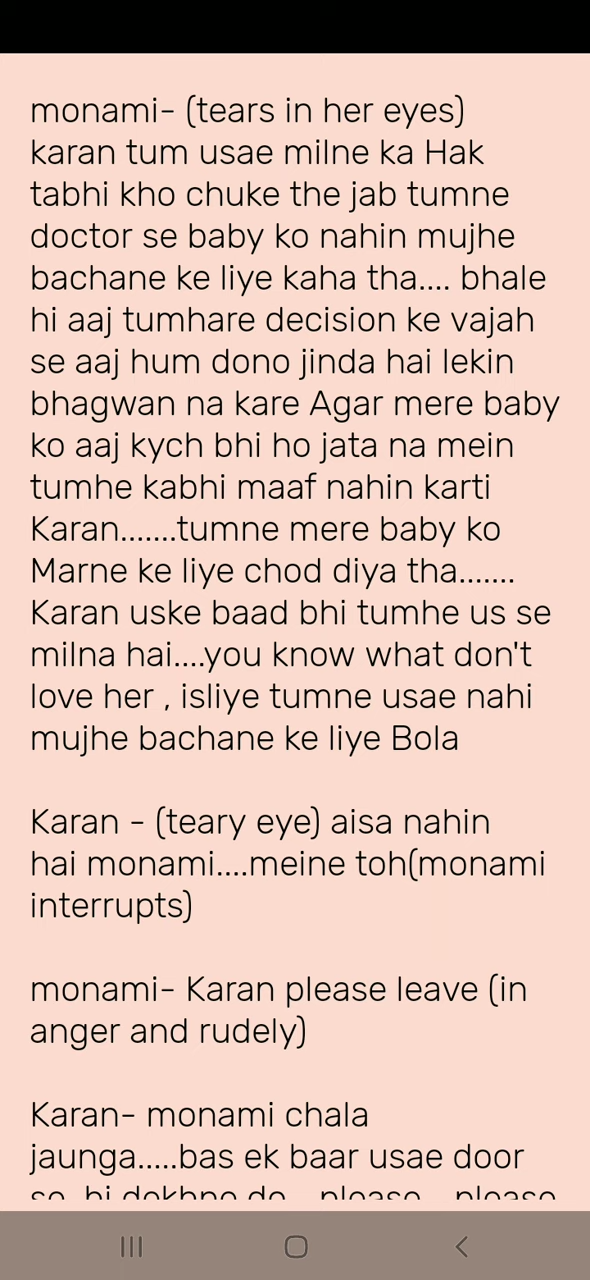 monami- (tears in her eyes)
karan tum usae milne ka Hak
tabhi kho chuke the jab tumne
doctor se baby ko nahin mujhe
bachane ke liye kaha tha.... bhale
hi aaj tumhare decision ke vajah
se aaj hum dono jinda hai lekin
bhagwan na kare Agar mere baby
ko aaj kych bhi ho jata na mein
tumhe kabhi maaf nahin karti
Karan.......tumne mere baby ko
Marne ke liye chod diya tha.......
Karan uske baad bhi tumhe us se
milna hai....you know what don't
love her , isliye tumne usae nahi
mujhe bachane ke liye Bola
Karan - (teary eye) aisa nahin
hai monami....meine toh(monami
interrupts)
monami- Karan please leave (in
anger and rudely)
Karan- monami chala
jaunga.....bas ek baar usae door
se hi dekhne do please please